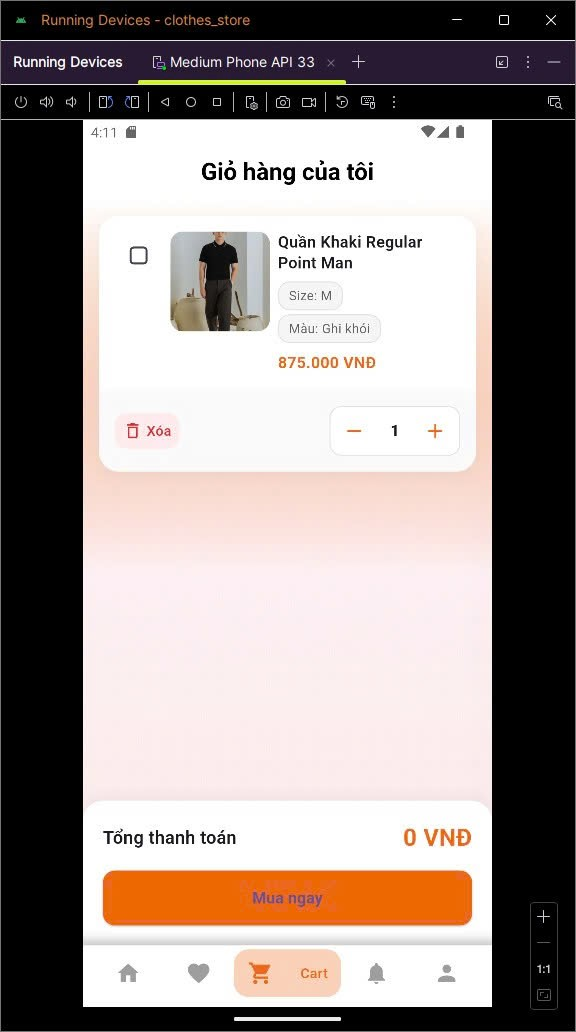 Running Devices - clothes_store
Running Devices
Medium Phone API 33
4:11
Giỏ hàng của tôi
Quần Khaki Regular
Point Man
Size: M
Màu: Ghi khói
875.000 VNĐ
Xóa
1
Tổng thanh toán
0 VNĐ
Mua ngay
Cart
1:1